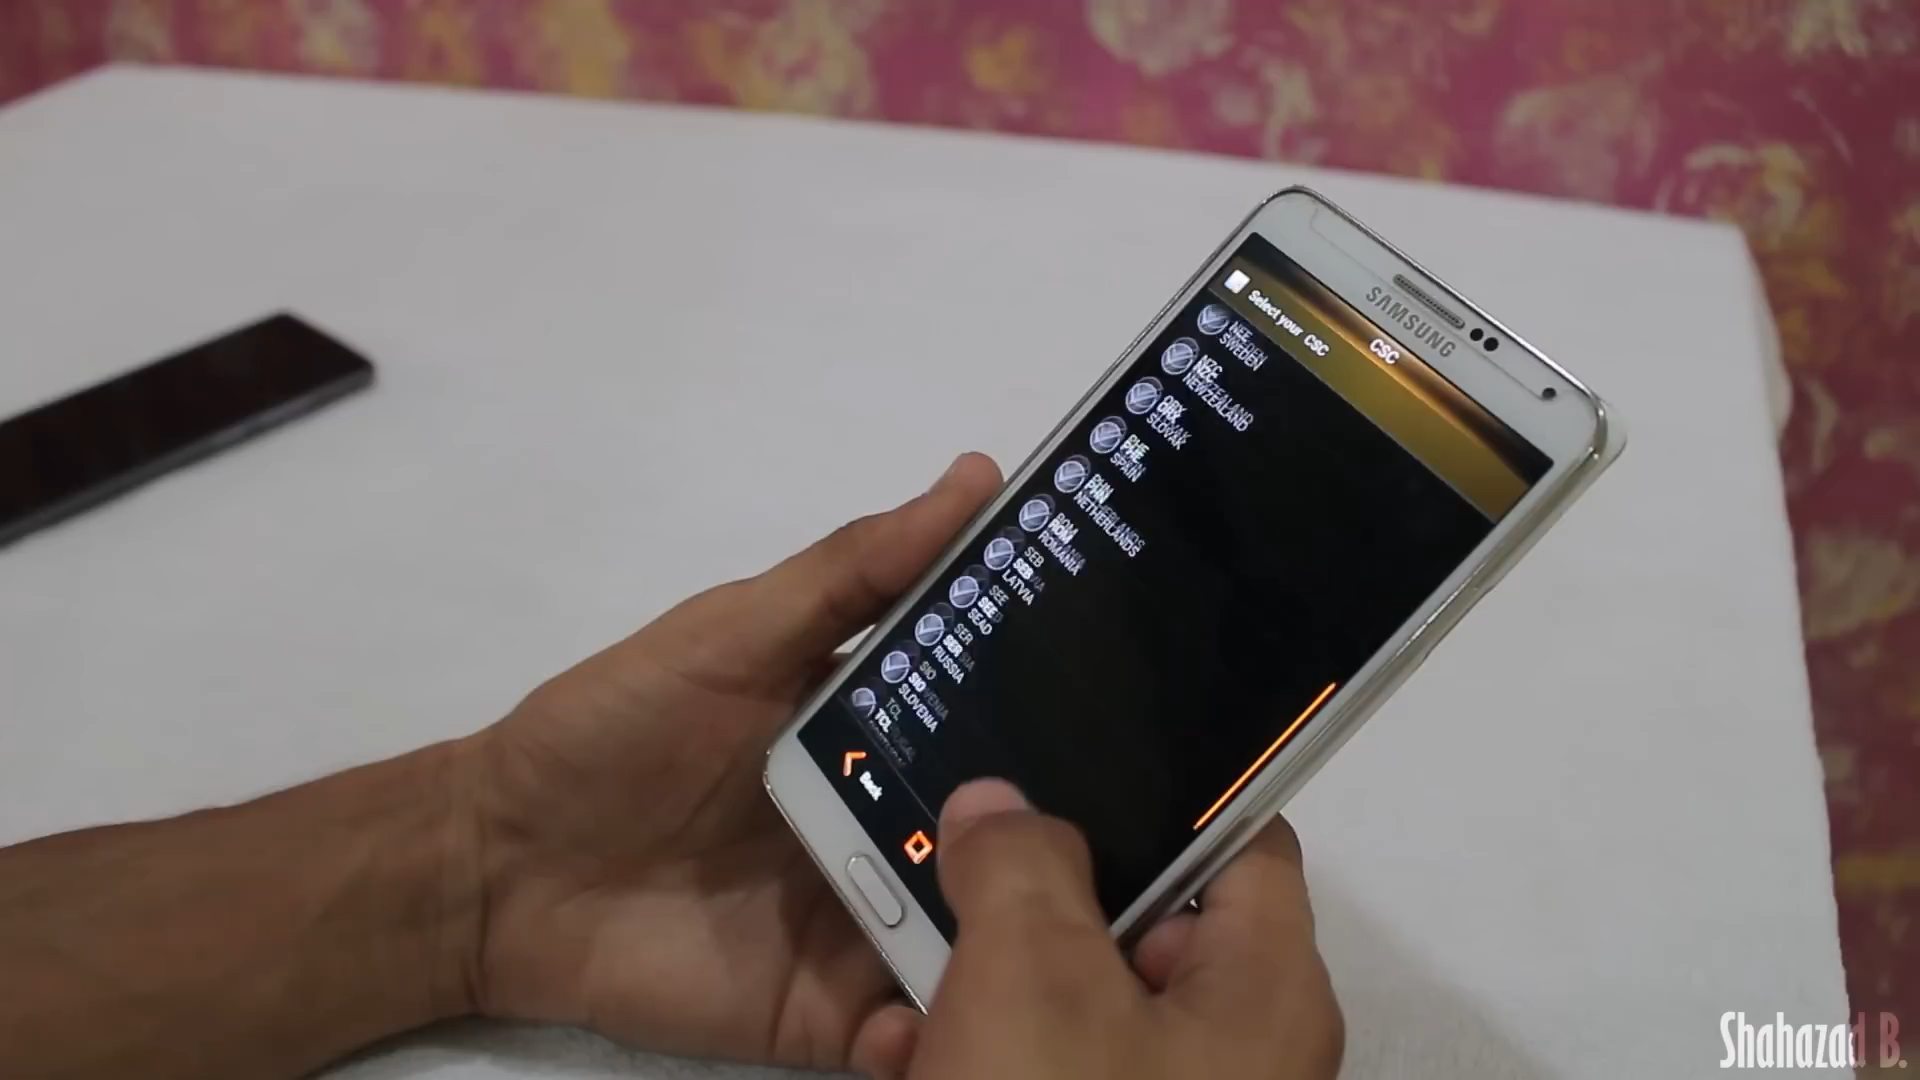 SAMSUNG
CSC
Select your CSC
NEE
SWEDEN
NZC
NEWZEALAND
ORX
SLOVAK
PHE
SPAIN
PHN
NETHERLANDS
ROM
ROMANIA
SEB
LATVIA
SEE
SEAD
SER
RUSSIA
SIO
SLOVENIA
TCL
Back
Shahazad B.